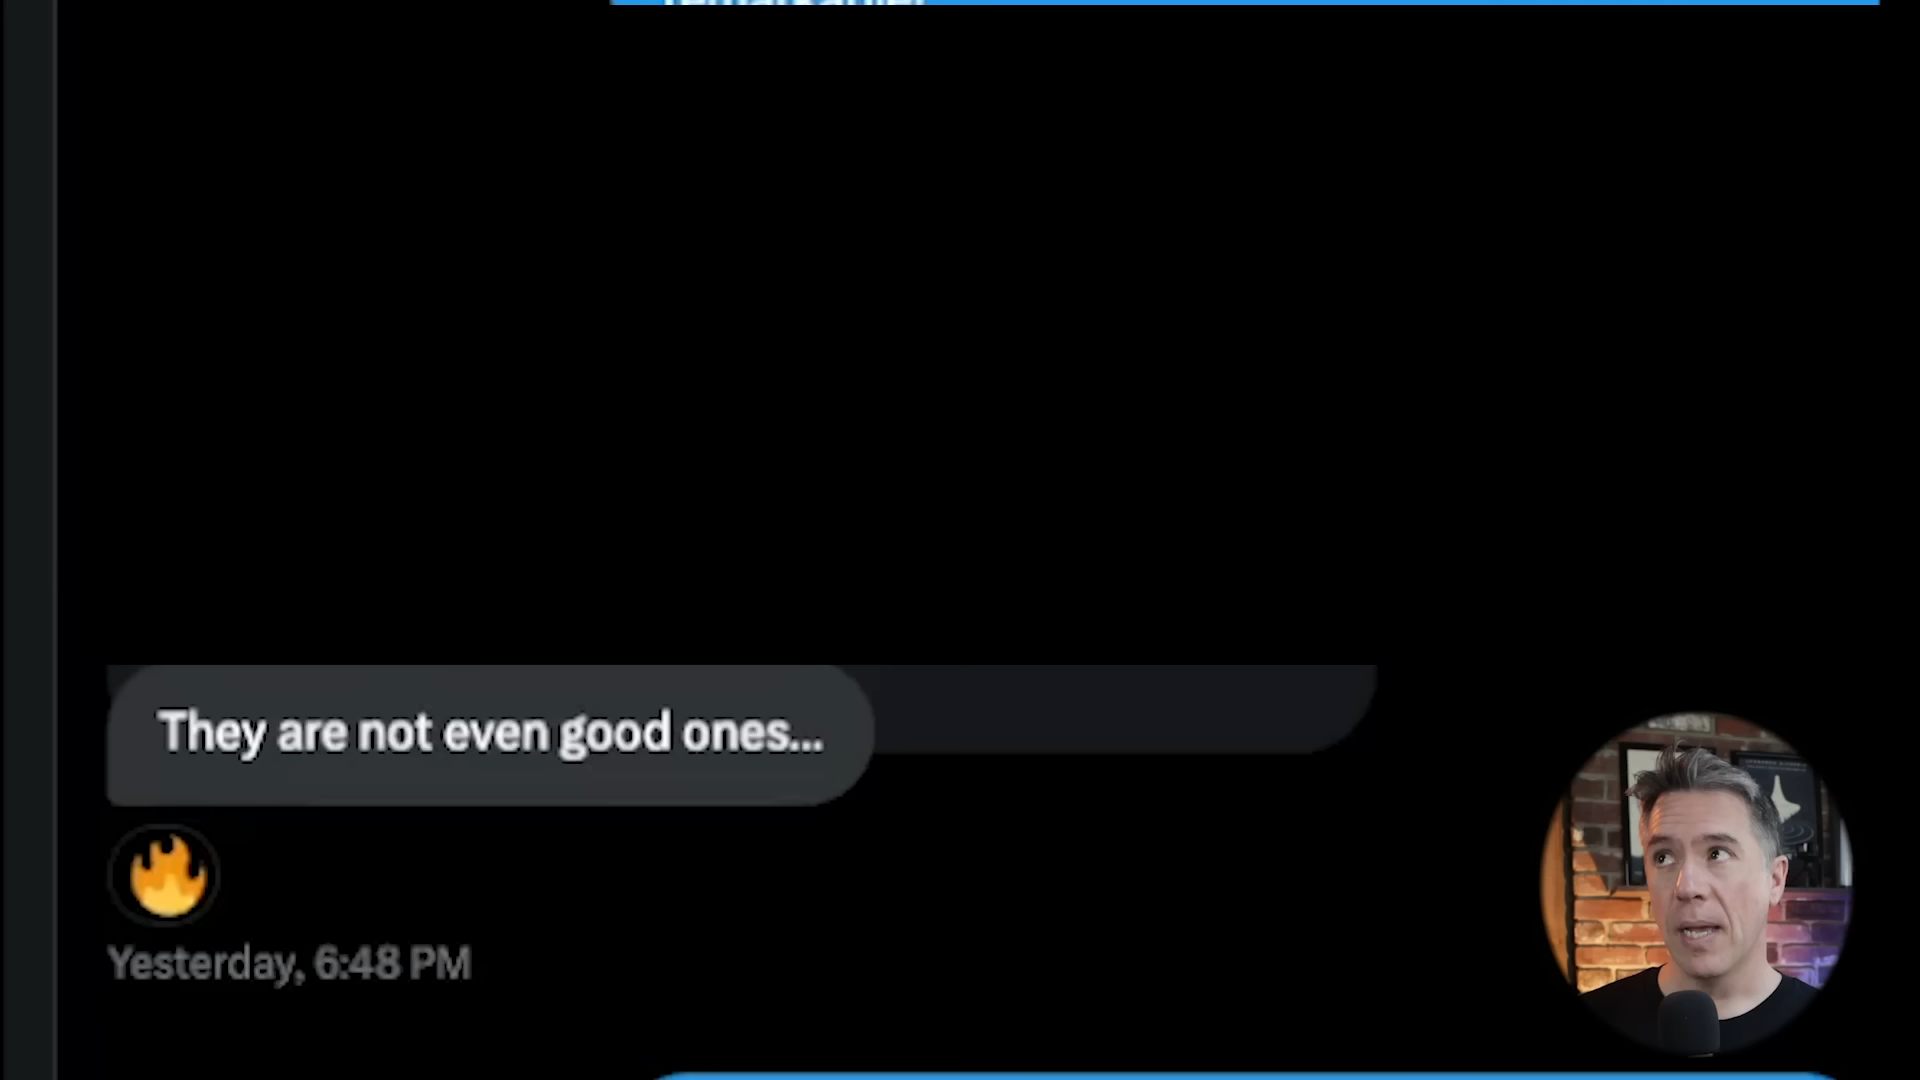 They are not even good ones...
Yesterday, 6:48 PM